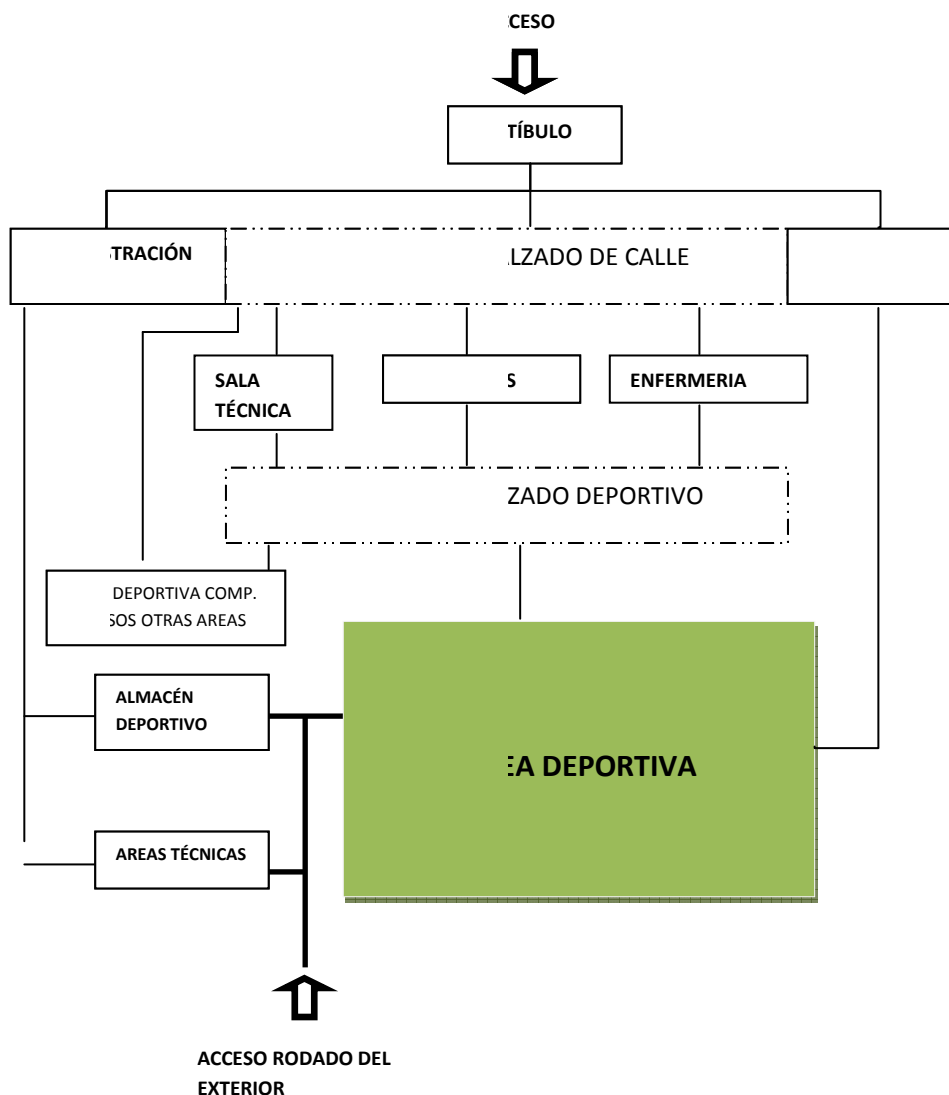 CESO
TÍBULO
TRACIÓN
LZADO DE CALLE
SALA
TÉCNICA
S
ENFERMERIA
ZADO DEPORTIVO
DEPORTIVA COMP.
SOS OTRAS AREAS
ALMACÉN
DEPORTIVO
EA DEPORTIVA
AREAS TÉCNICAS
ACCESO RODADO DEL
EXTERIOR